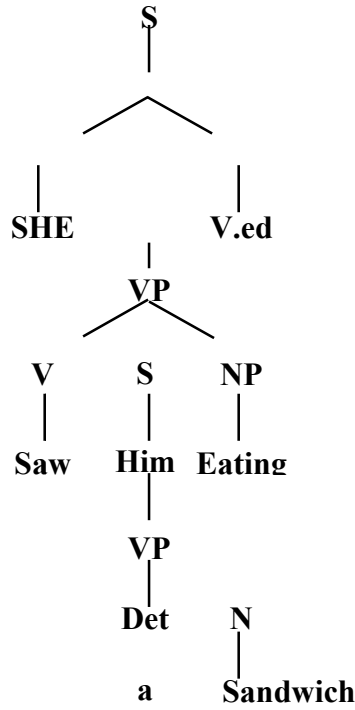 S
SHE V.ed
VP
V S NP
Saw Him Eating
VP
Det N
a Sandwich